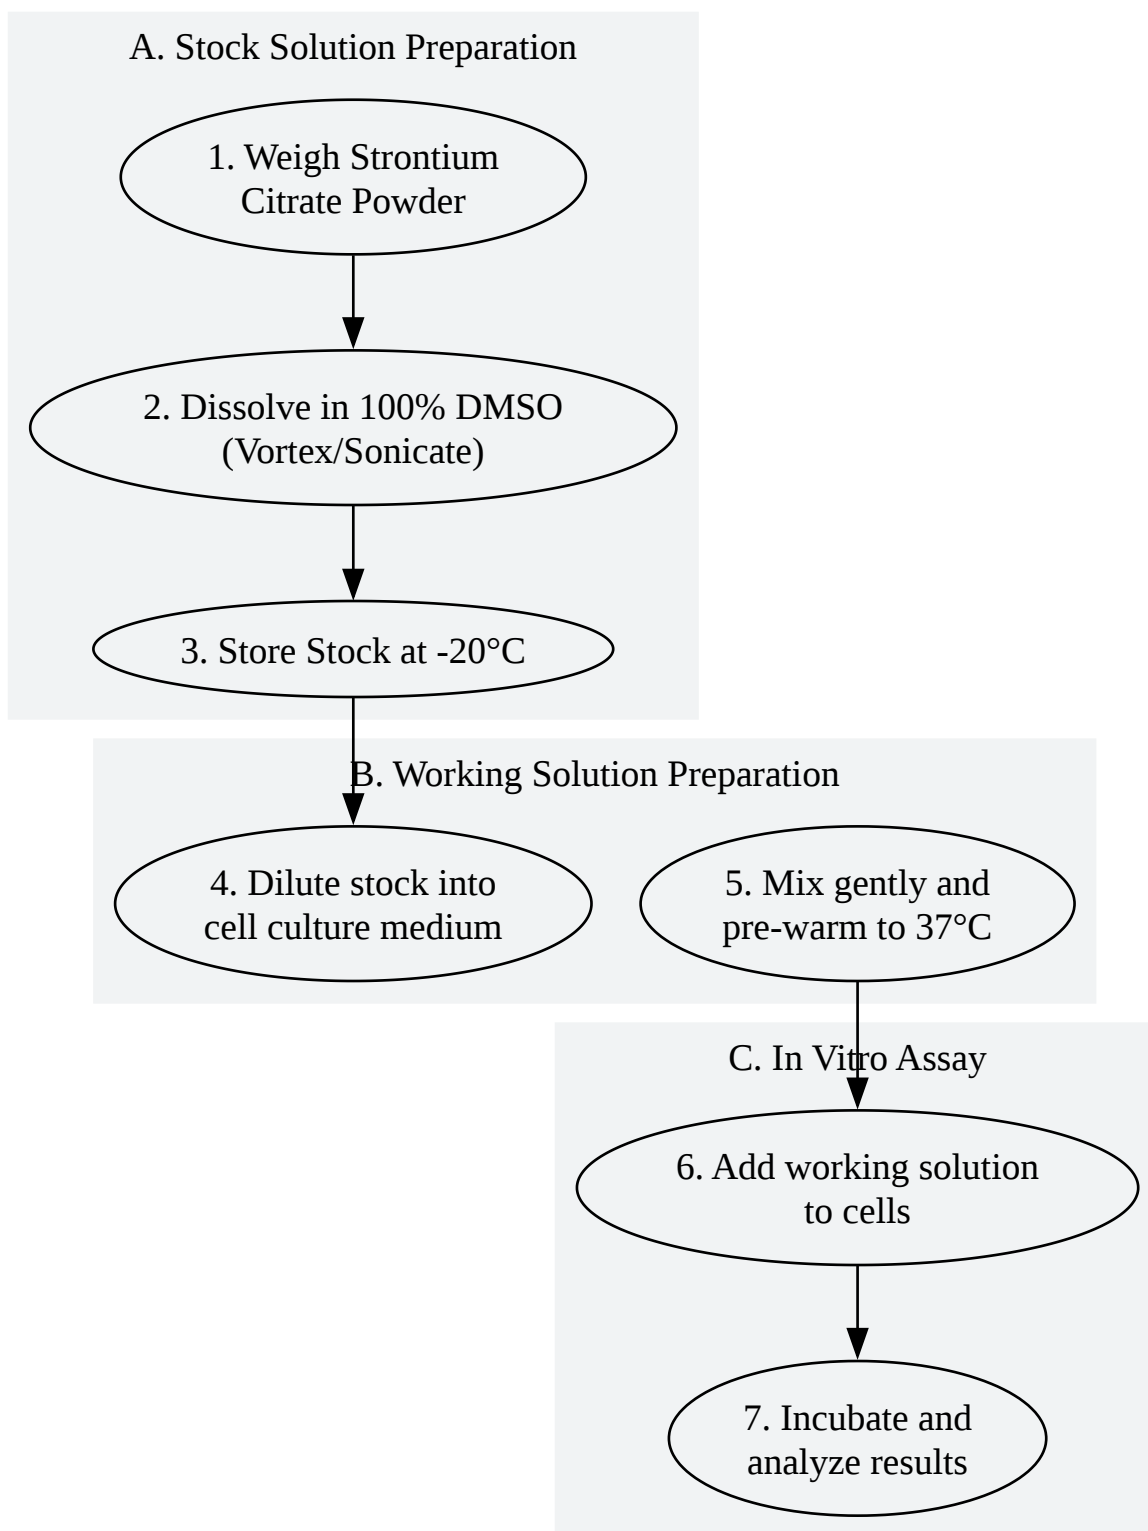 A. Stock Solution Preparation
1. Weigh Strontium
Citrate Powder
2. Dissolve in 100% DMSO
(Vortex/Sonicate)
3. Store Stock at -20°C
B. Working Solution Preparation
4. Dilute stock into
cell culture medium
5. Mix gently and
pre-warm to 37°C
C. In Vitro Assay
6. Add working solution
to cells
7. Incubate and
analyze results